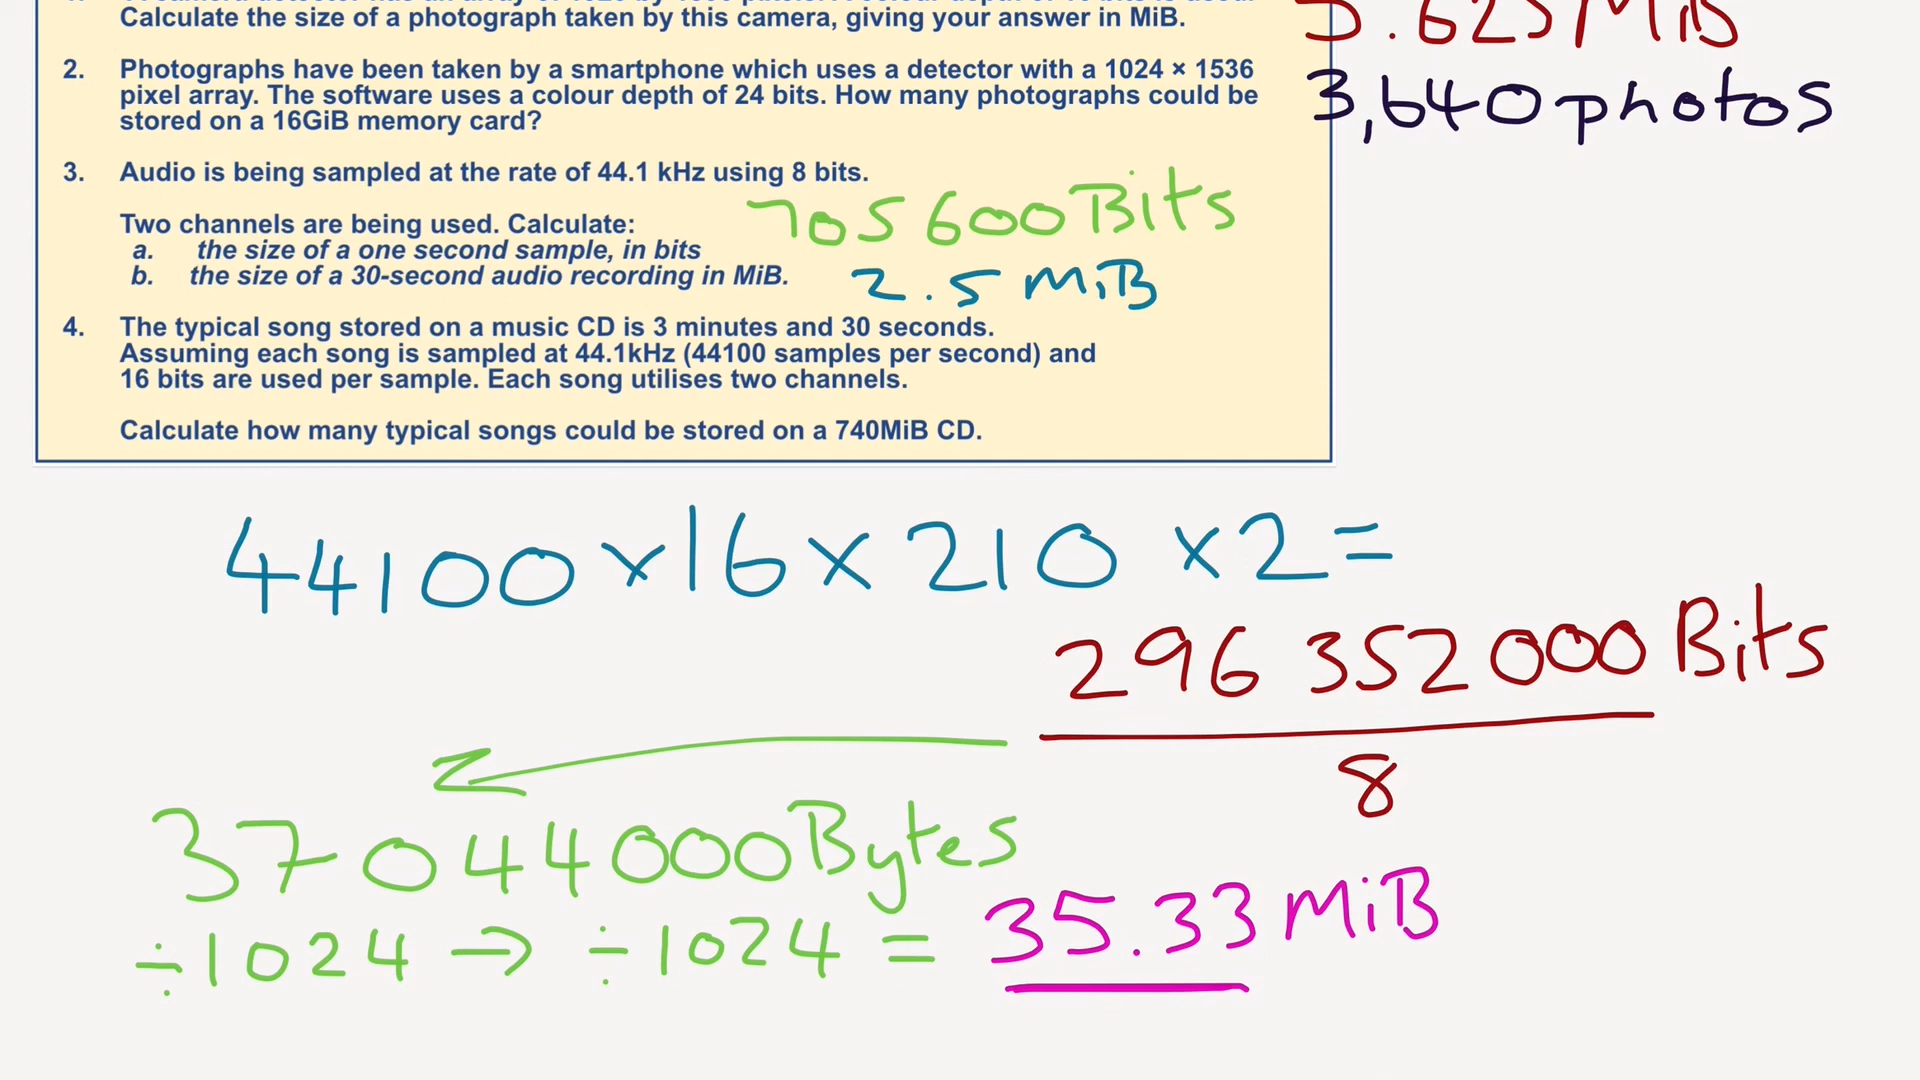 Calculate the size of a photograph taken by this camera, giving your answer in MiB.
5.625MiB
2. Photographs have been taken by a smartphone which uses a detector with a 1024 × 1536
pixel array. The software uses a colour depth of 24 bits. How many photographs could be
stored on a 16GiB memory card?
3,640 photos
3. Audio is being sampled at the rate of 44.1 kHz using 8 bits.
Two channels are being used. Calculate:
705 600 Bits
a. the size of a one second sample, in bits
b. the size of a 30-second audio recording in MiB.
2.5 MiB
4. The typical song stored on a music CD is 3 minutes and 30 seconds.
Assuming each song is sampled at 44.1kHz (44100 samples per second) and
16 bits are used per sample. Each song utilises two channels.
Calculate how many typical songs could be stored on a 740MiB CD.
44100 × 16 × 210 × 2 =
296 352 000 Bits
8
37044000 Bytes
÷1024 → ÷1024 = 35.33 MiB